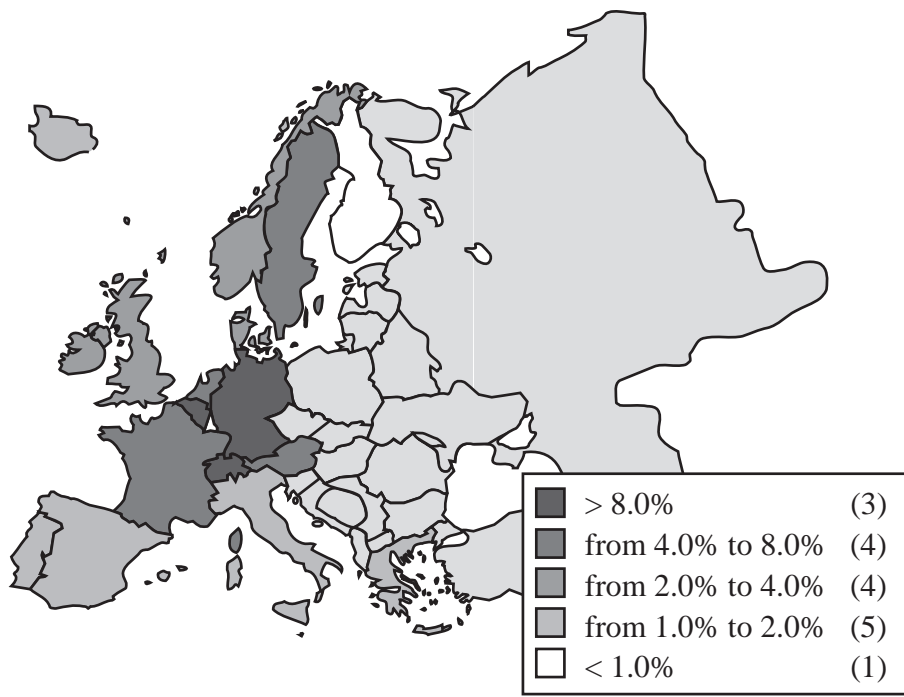 > 8.0% (3)
from 4.0% to 8.0% (4)
from 2.0% to 4.0% (4)
from 1.0% to 2.0% (5)
< 1.0% (1)